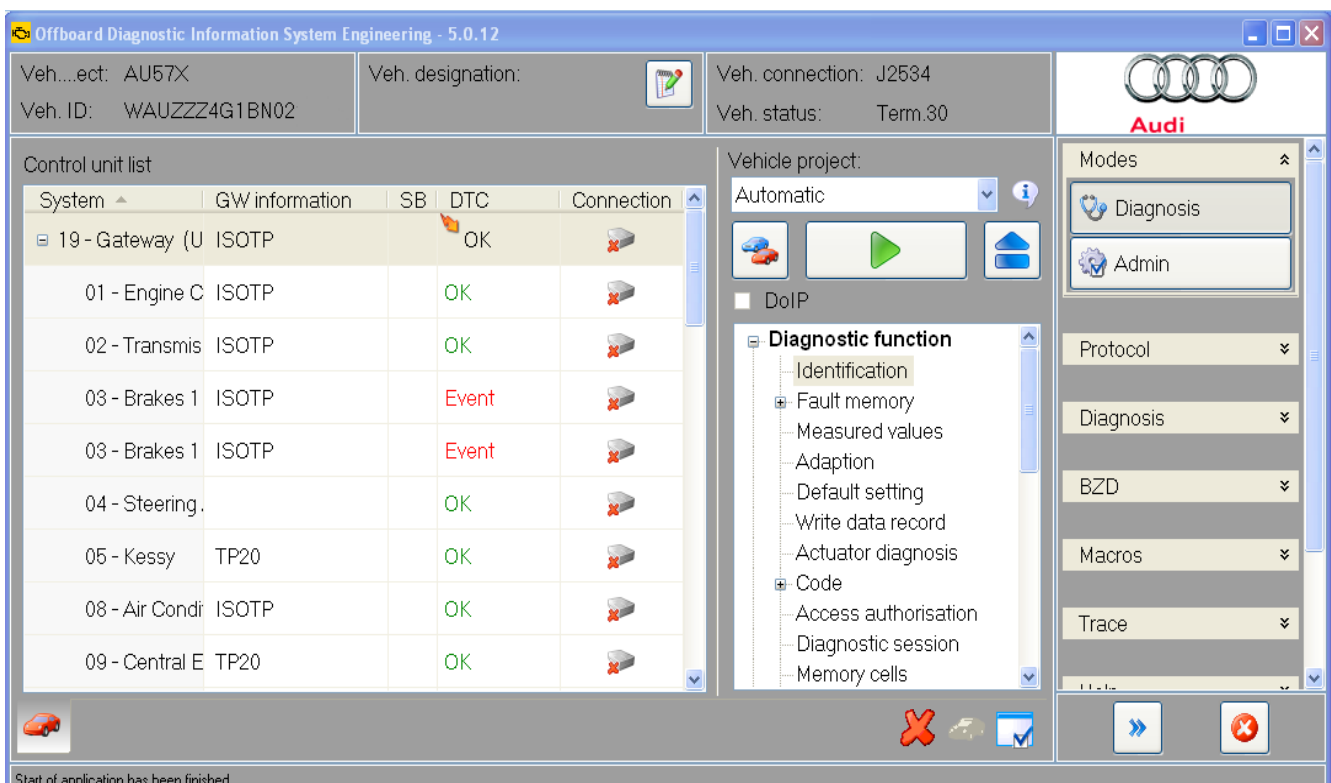 Offboard Diagnostic Information System Engineering - 5.0.12
Veh....ect: AU57X
Veh. ID: WAUZZZ4G1BN02
Veh. designation:
Veh. connection: J2534
Veh. status: Term.30
Audi
Control unit list
System GW information SB DTC Connection
19 - Gateway (U ISOTP OK
01 - Engine C ISOTP OK
02 - Transmis ISOTP OK
03 - Brakes 1 ISOTP Event
03 - Brakes 1 ISOTP Event
04 - Steering. OK
05 - Kessy TP20 OK
08 - Air Condi ISOTP OK
09 - Central E TP20 OK
Vehicle project:
Automatic
DoIP
Diagnostic function
Identification
Fault memory
Measured values
Adaption
Default setting
Write data record
Actuator diagnosis
Code
Access authorisation
Diagnostic session
Memory cells
Modes
Diagnosis
Admin
Protocol
Diagnosis
BZD
Macros
Trace
Start of application has been finished